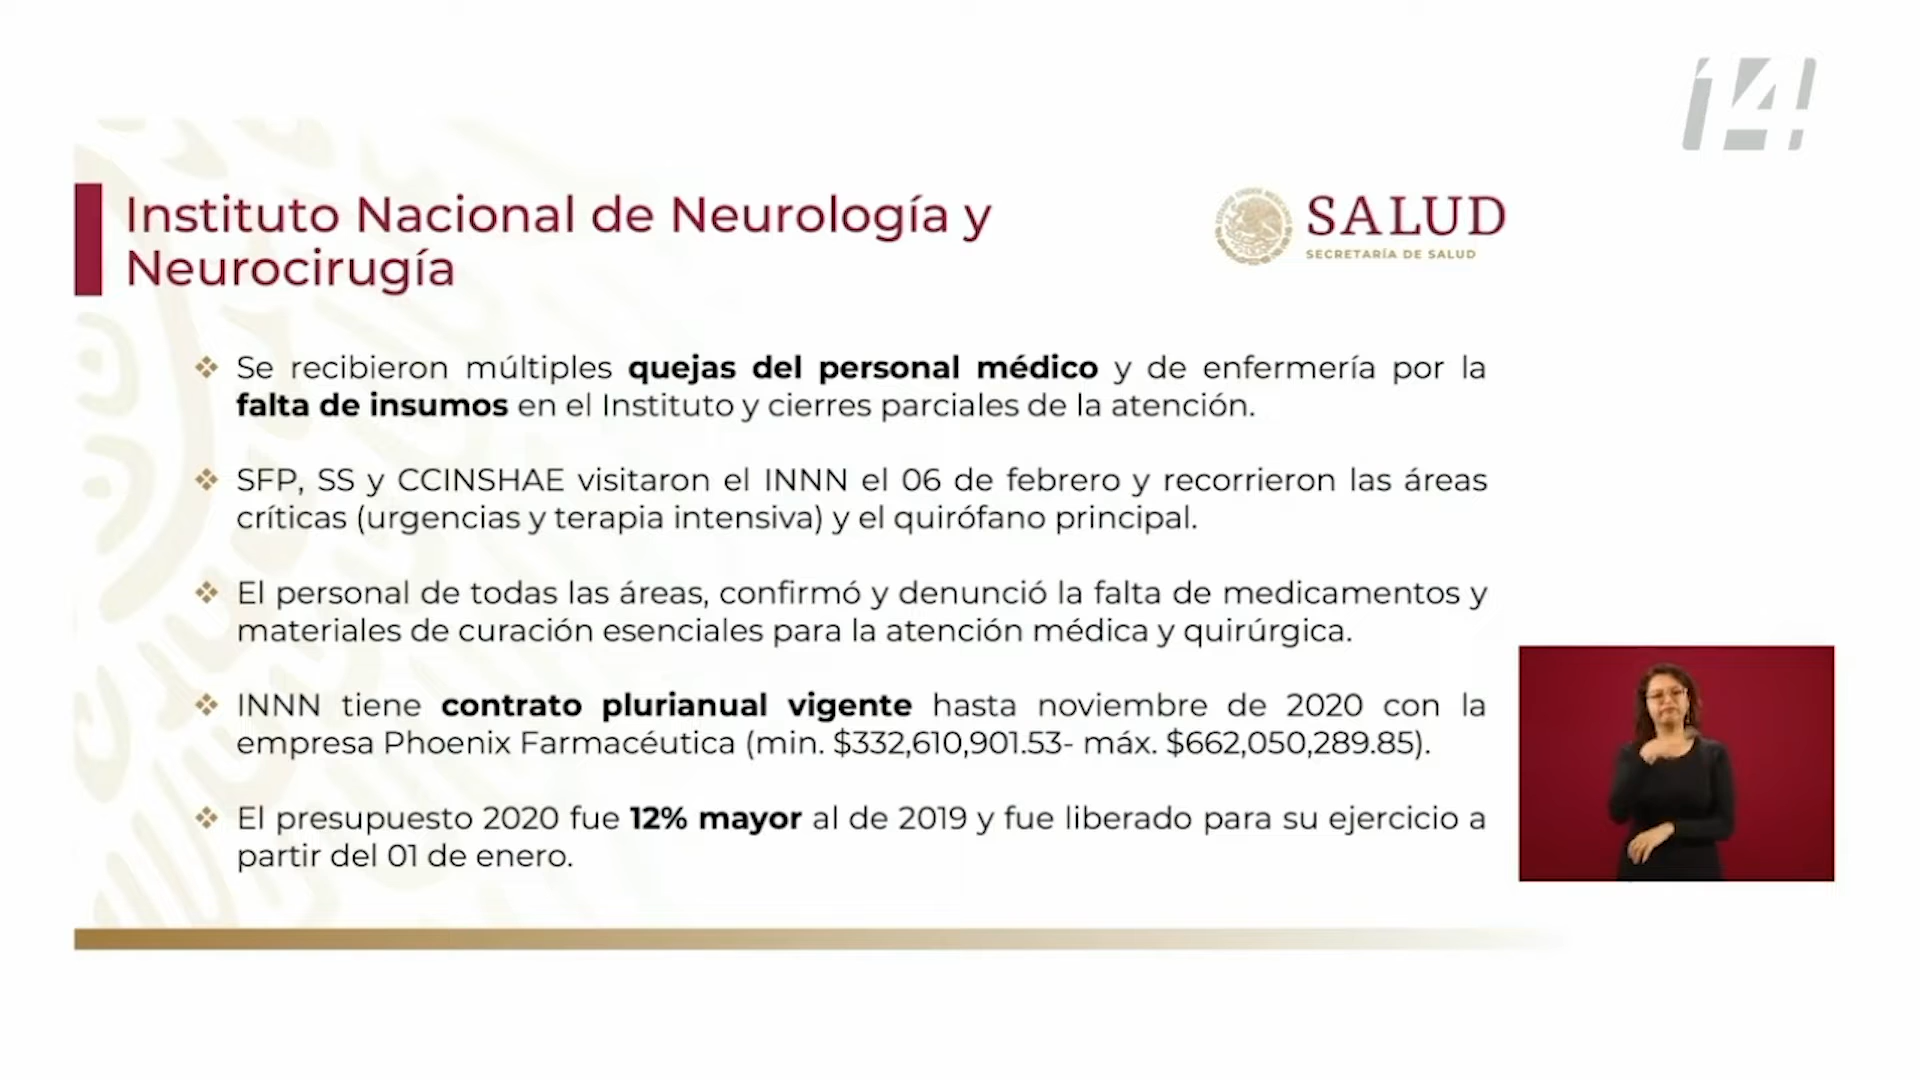 14
Instituto Nacional de Neurología y
Neurocirugía
SALUD
SECRETARÍA DE SALUD
❖ Se recibieron múltiples quejas del personal médico y de enfermería por la
falta de insumos en el Instituto y cierres parciales de la atención.
❖ SFP, SS y CCINSHAE visitaron el INNN el 06 de febrero y recorrieron las áreas
críticas (urgencias y terapia intensiva) y el quirófano principal.
❖ El personal de todas las áreas, confirmó y denunció la falta de medicamentos y
materiales de curación esenciales para la atención médica y quirúrgica.
❖ INNN tiene contrato plurianual vigente hasta noviembre de 2020 con la
empresa Phoenix Farmacéutica (min. $332,610,901.53- máx. $662,050,289.85).
❖ El presupuesto 2020 fue 12% mayor al de 2019 y fue liberado para su ejercicio a
partir del 01 de enero.